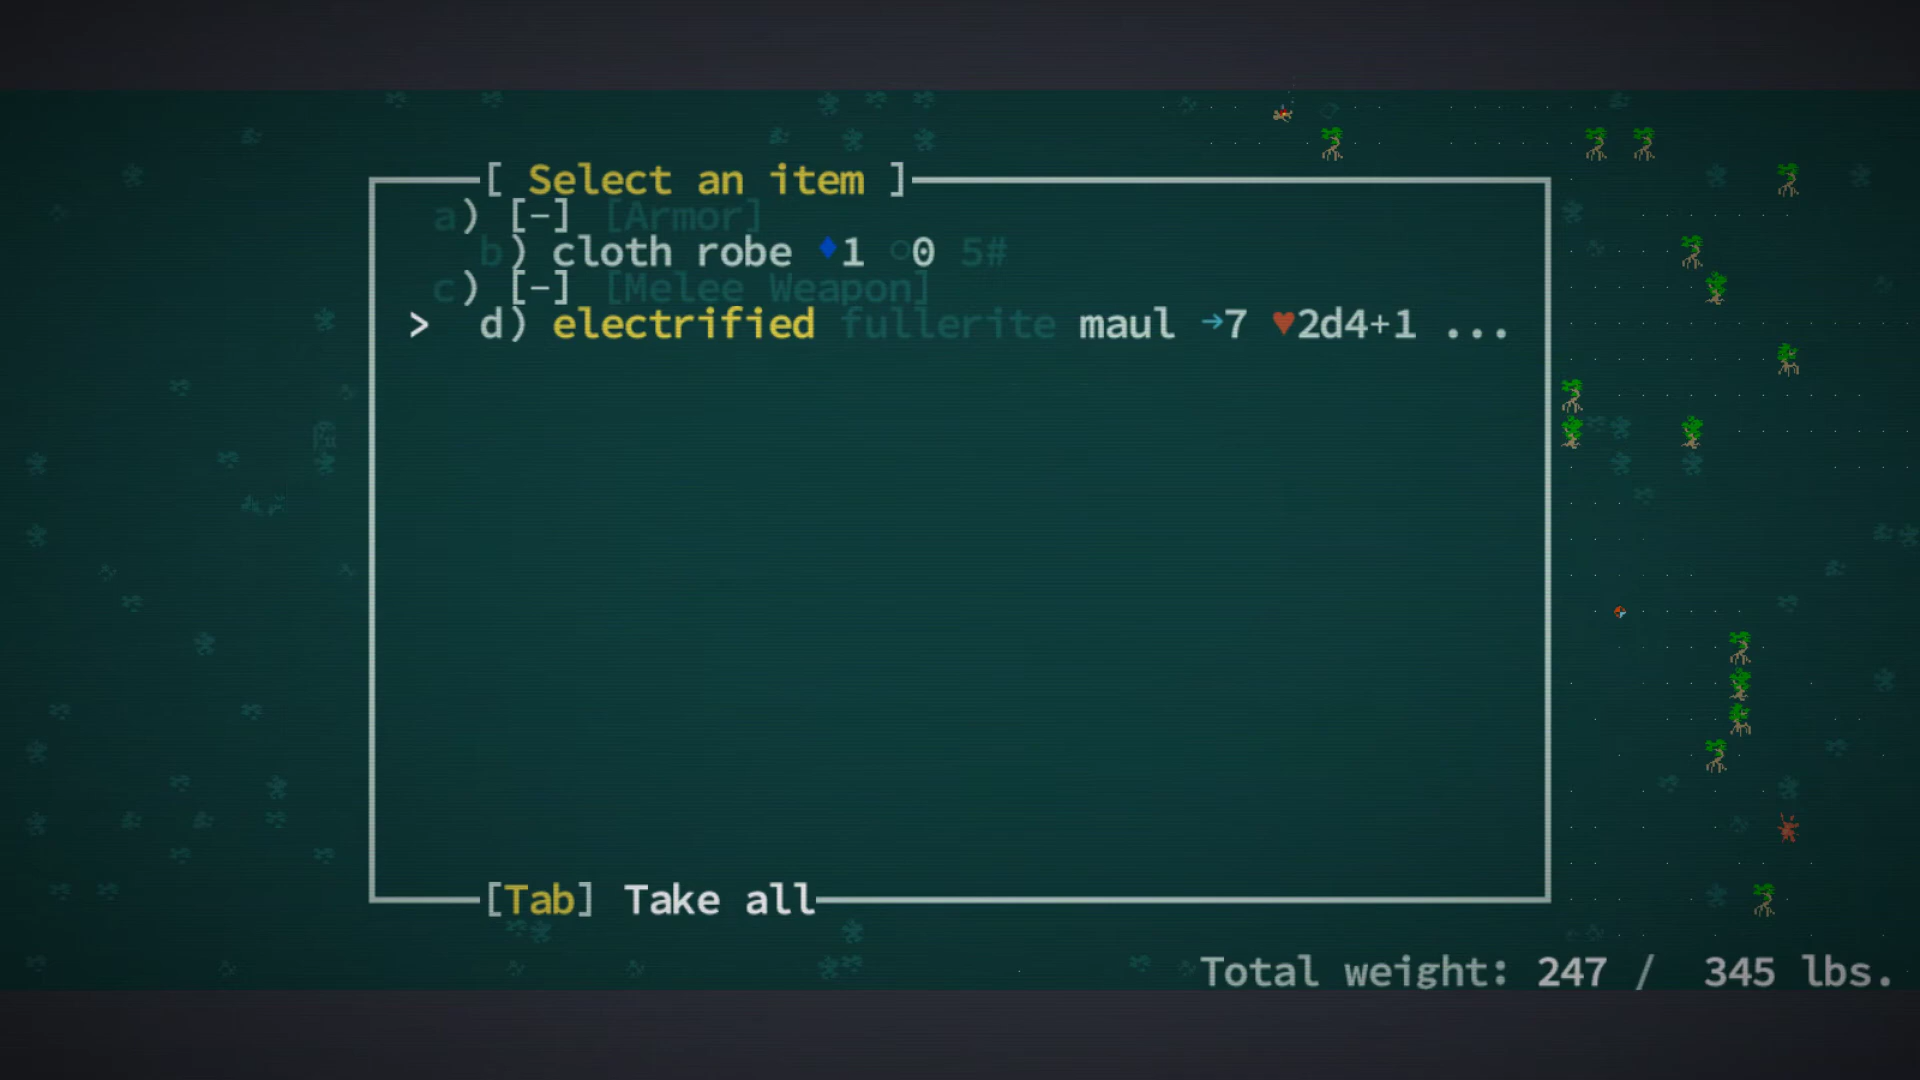 [ Select an item ]
a) [-] [Armor]
b) cloth robe ♦1 ○0 5#
c) [-] [Melee Weapon]
> d) electrified fullerite maul →7 ♥2d4+1 ...
[Tab] Take all
Total weight: 247 / 345 lbs.